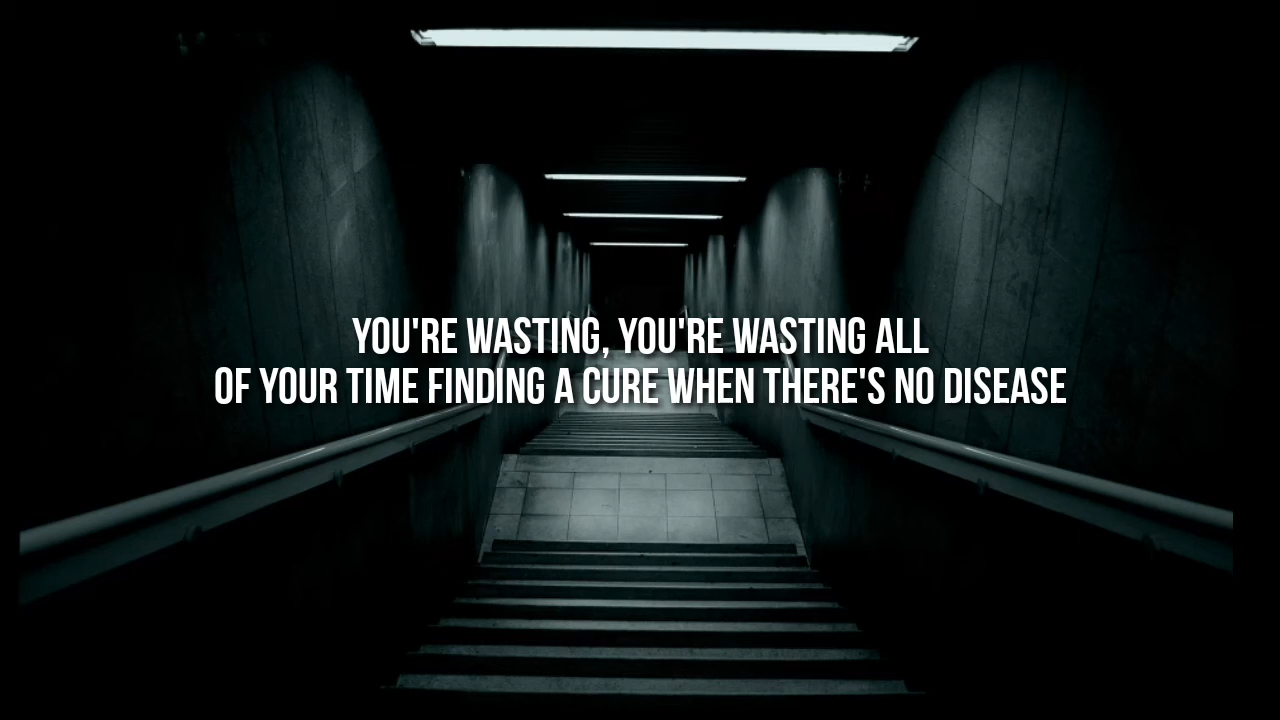 YOU'RE WASTING, YOU'RE WASTING ALL
OF YOUR TIME FINDING A CURE WHEN THERE'S NO DISEASE